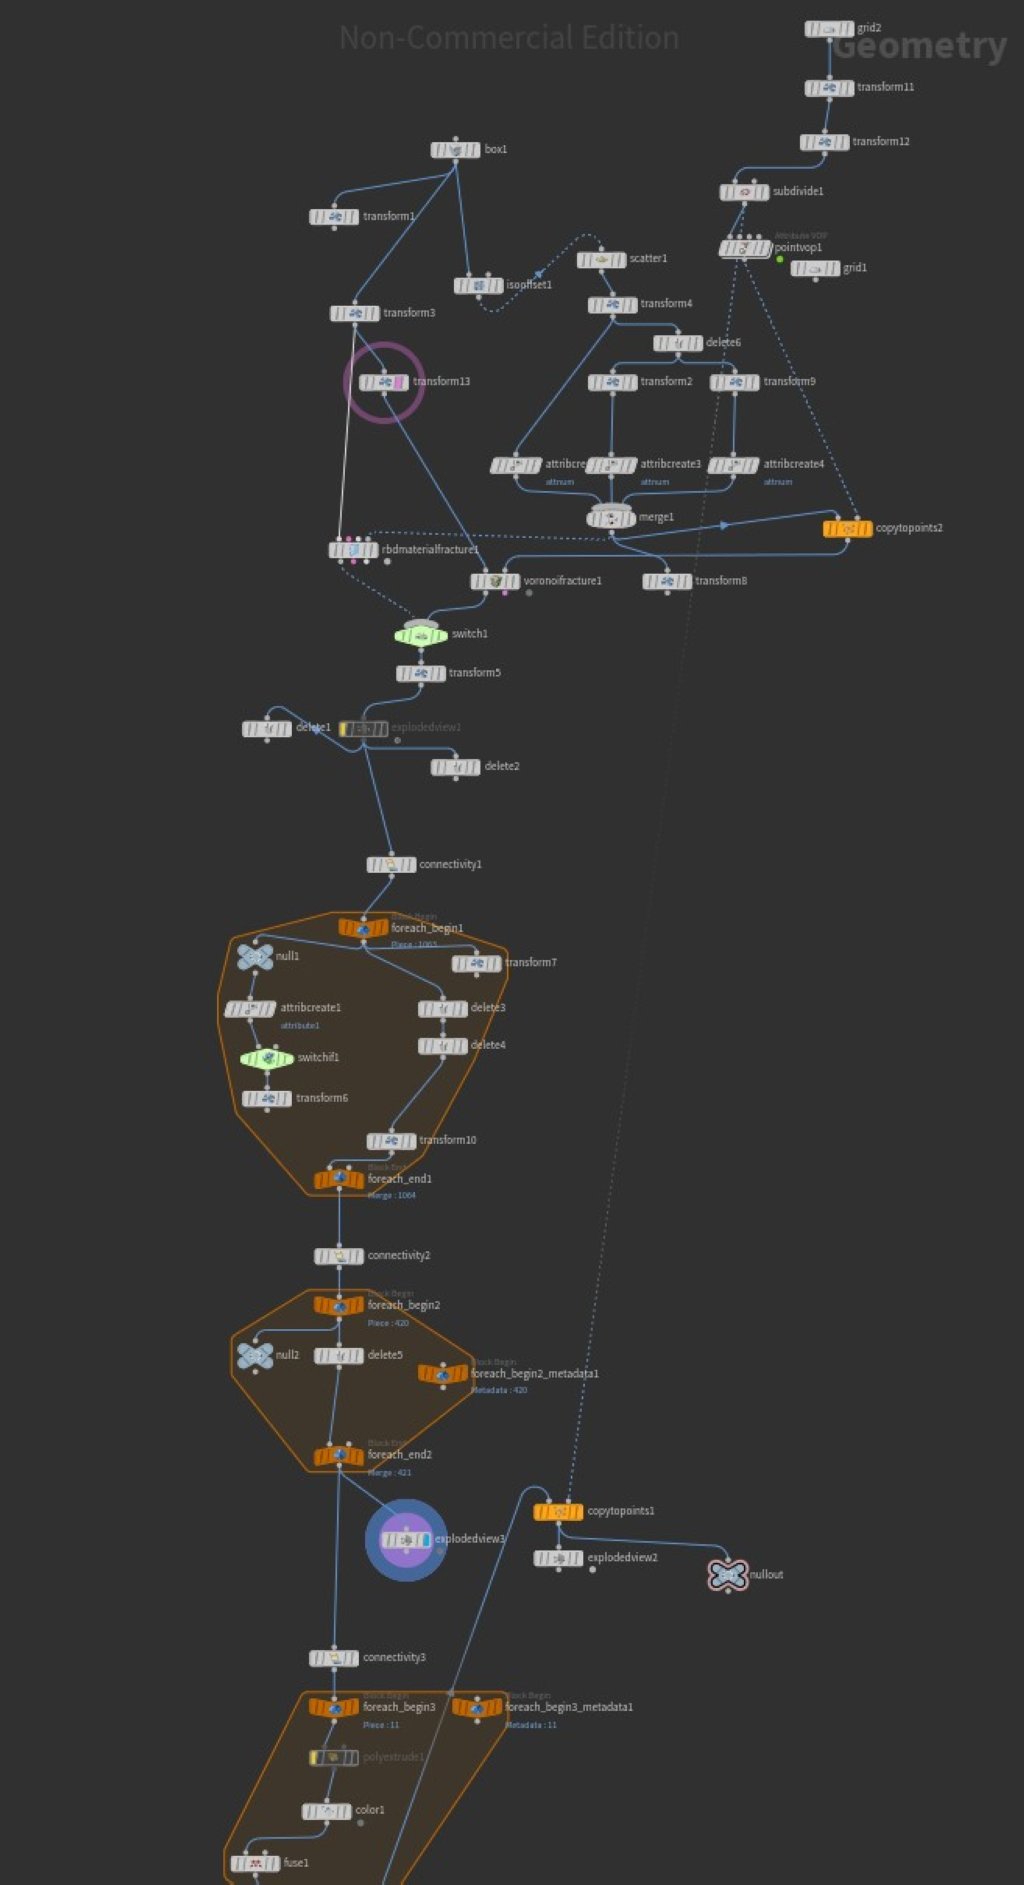 Non-Commercial Edition
Geometry
grid2
transform11
transform12
box1
subdivide1
transform1
Attribute VOP
pointvop1
scatter1
grid1
isooffset1
transform4
transform3
delete6
transform13
transform2
transform9
attribcre
attnum
attribcreate3
attnum
attribcreate4
attnum
merge1
copytopoints2
rbdmaterialfracture1
voronoifracture1
transform8
switch1
transform5
delete1
delete2
connectivity1
Block Begin
foreach_begin1
Piece : 1063
null1
transform7
attribcreate1
attribute1
delete3
delete4
switchif1
transform6
transform10
Block End
foreach_end1
Merge : 1064
connectivity2
Block Begin
foreach_begin2
Piece : 420
null2
delete5
Block Begin
foreach_begin2_metadata1
Metadata : 420
Block End
foreach_end2
Merge : 421
copytopoints1
explodedview3
explodedview2
nullout
connectivity3
Block Begin
foreach_begin3
Piece : 11
Block Begin
foreach_begin3_metadata1
Metadata : 11
polyextrude1
color1
fuse1